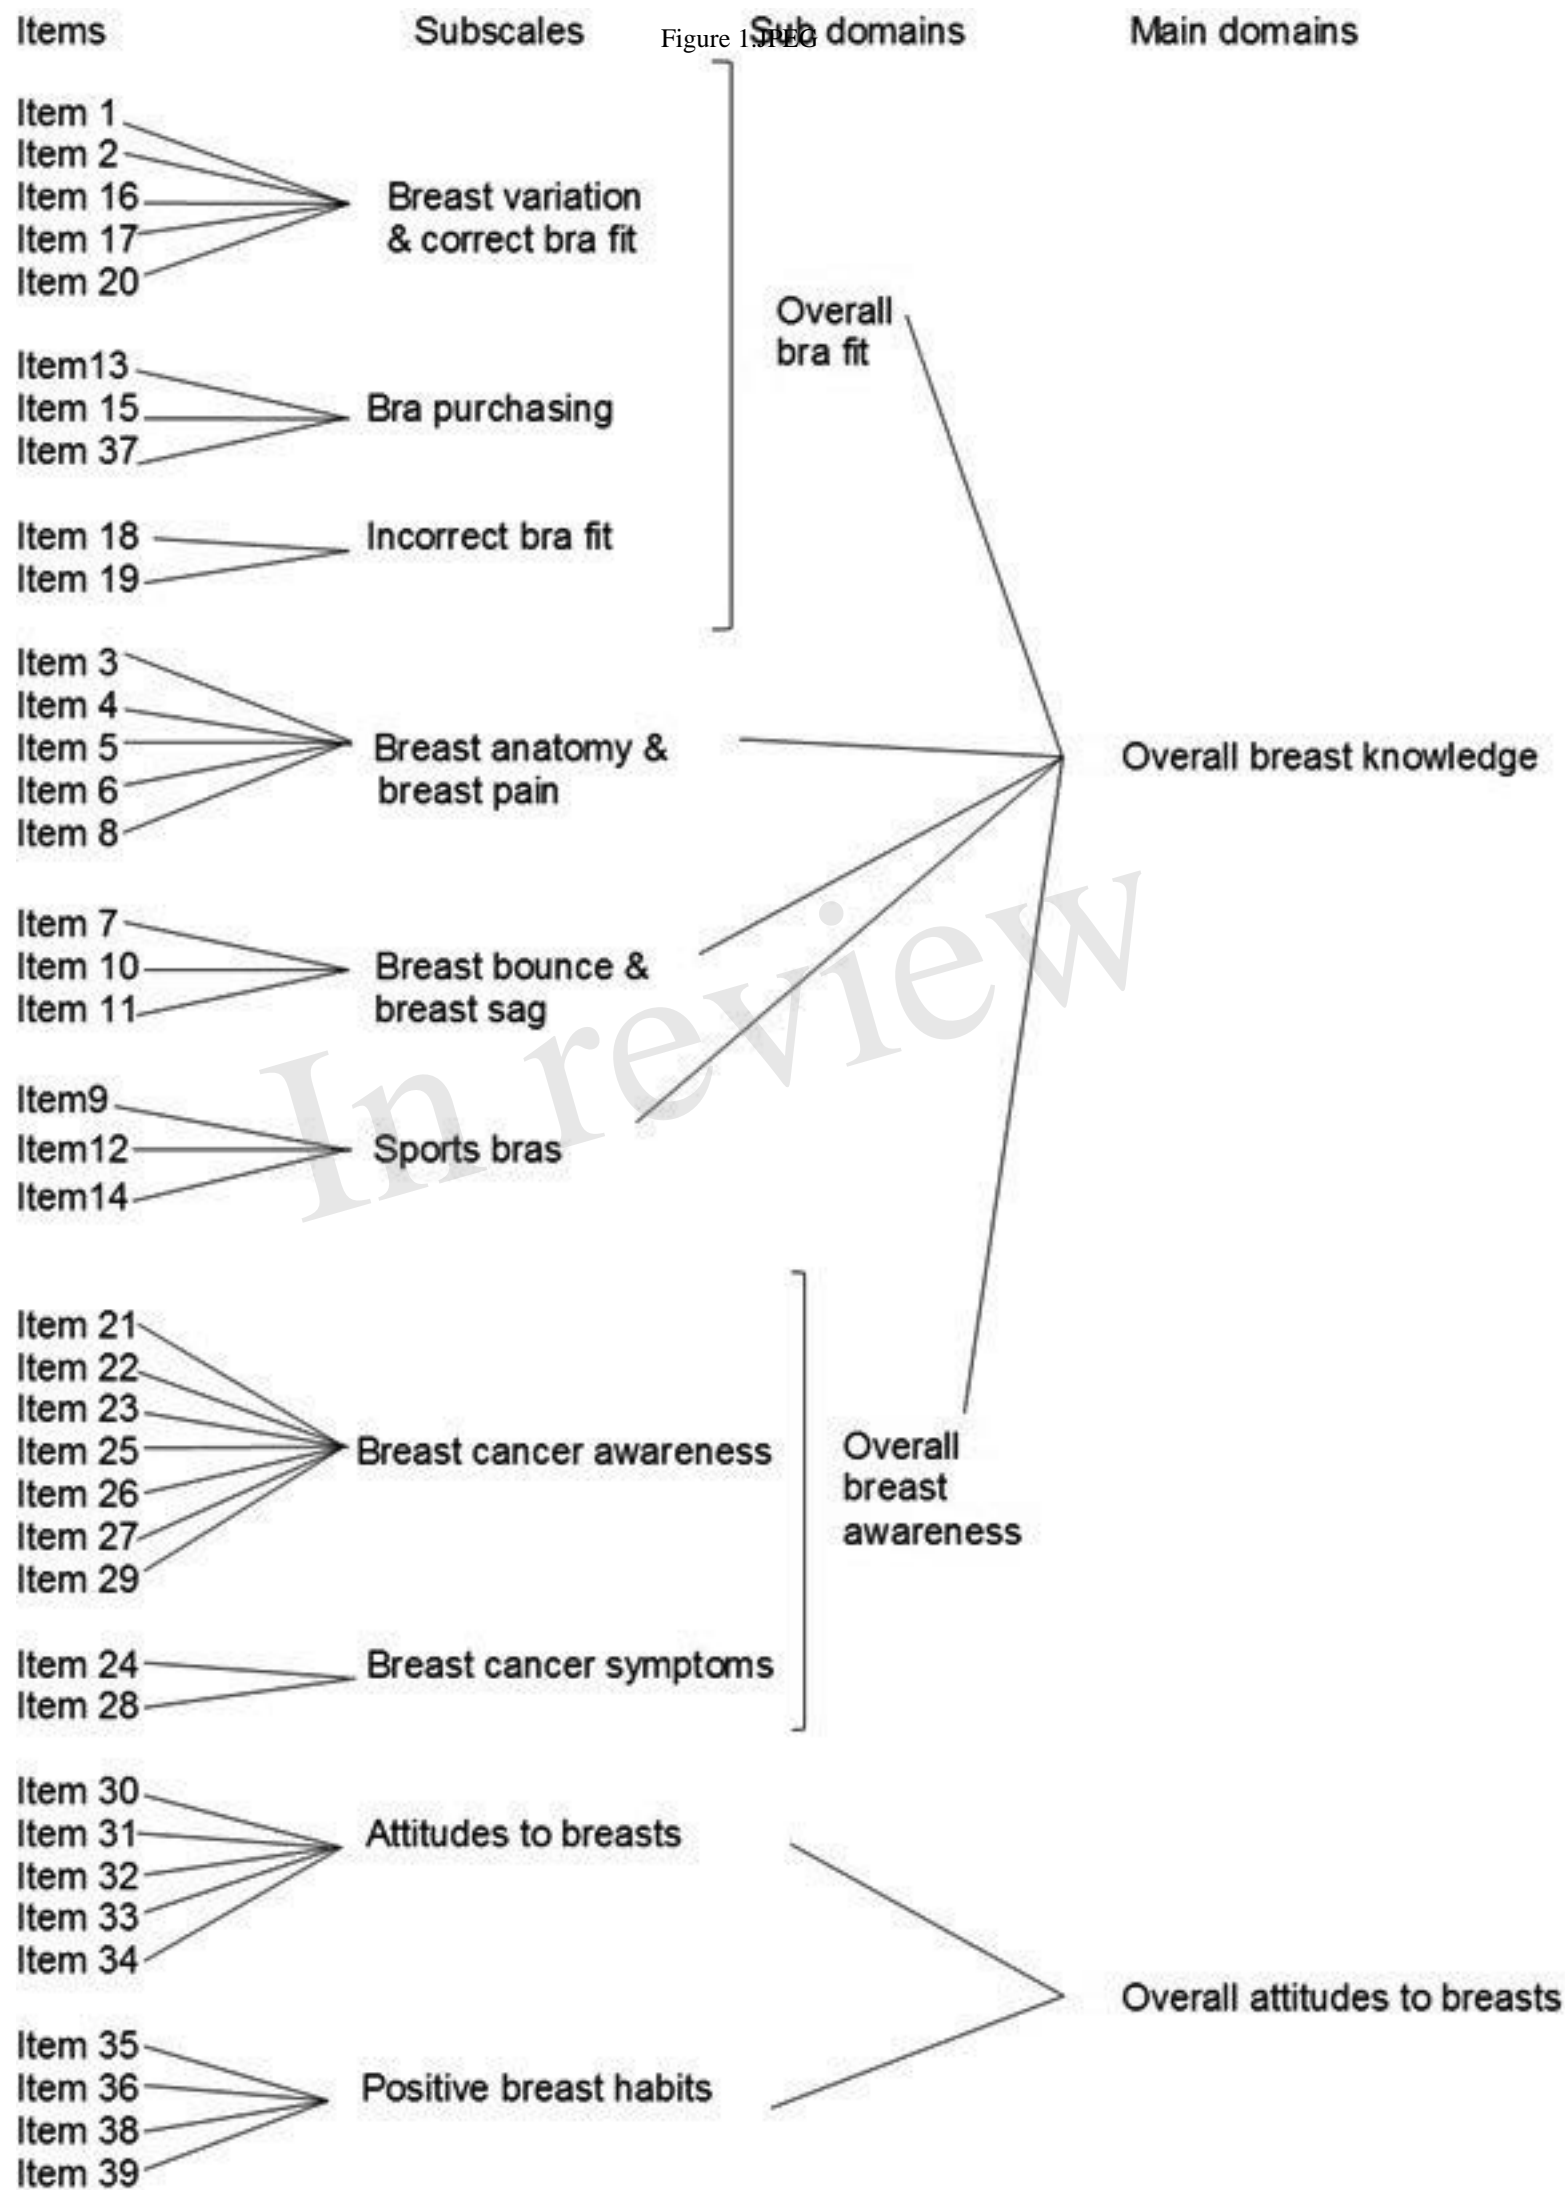 Items Subscales Sub domains Main domains
Figure 1.JPEG
Item 1
Item 2
Item 16
Item 17
Item 20
Breast variation
& correct bra fit
Overall
bra fit
Item13
Item 15
Item 37
Bra purchasing
Item 18
Item 19
Incorrect bra fit
Item 3
Item 4
Item 5
Item 6
Item 8
Breast anatomy &
breast pain
Overall breast knowledge
Item 7
Item 10
Item 11
Breast bounce &
breast sag
In review
Item9
Item12
Item14
Sports bras
Item 21
Item 22
Item 23
Item 25
Item 26
Item 27
Item 29
Breast cancer awareness
Overall
breast
awareness
Item 24
Item 28
Breast cancer symptoms
Item 30
Item 31
Item 32
Item 33
Item 34
Attitudes to breasts
Overall attitudes to breasts
Item 35
Item 36
Item 38
Item 39
Positive breast habits